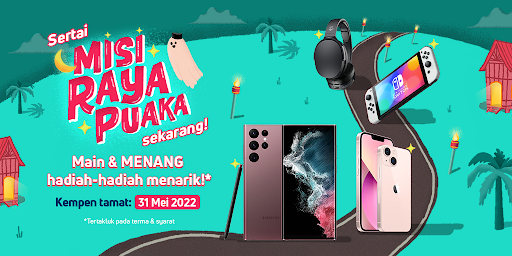 Sertai
MISI
RAYA
PUAKA
sekarang!
Main & MENANG
hadiah-hadiah menarik!*
Kempen tamat: 31 Mei 2022
*Tertakluk pada terma & syarat